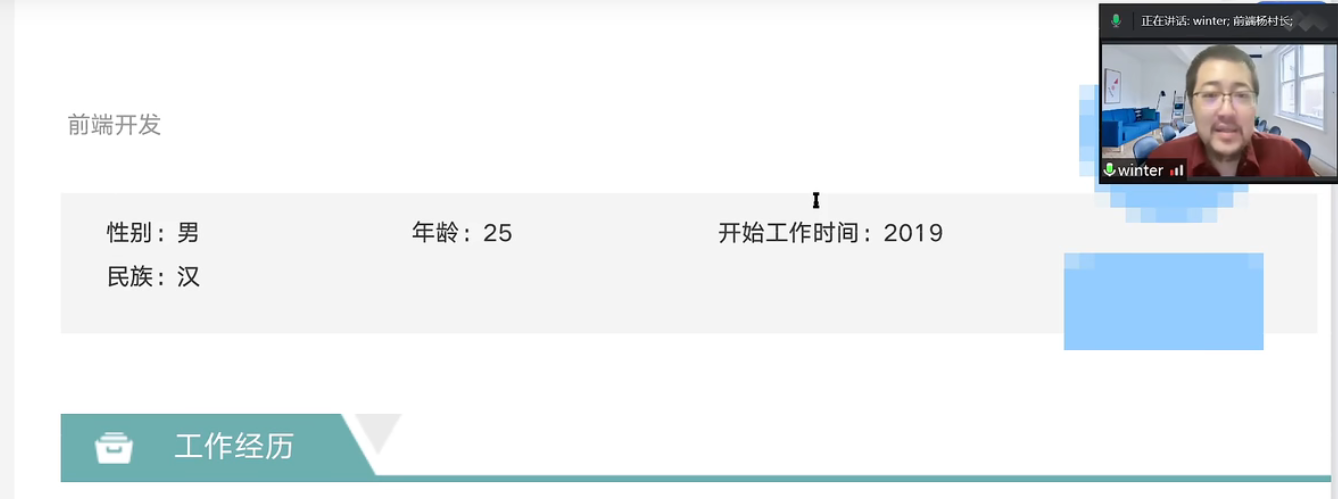 正在讲话: winter; 前端杨村长;
winter
前端开发
性别：男 年龄：25 开始工作时间：2019
民族：汉
工作经历